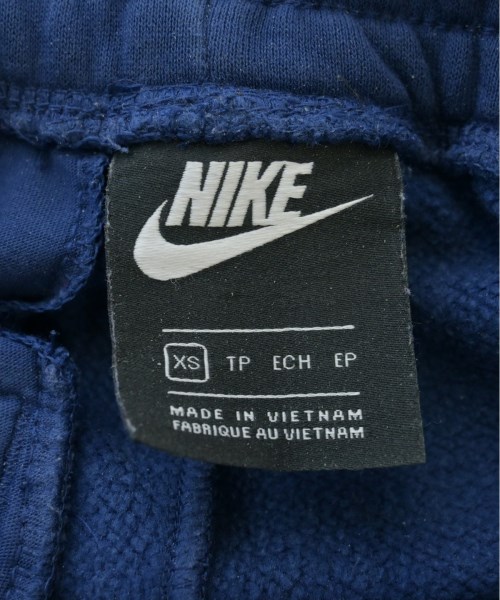 NIKE
XS TP ECH EP
MADE IN VIETNAM
FABRIQUE AU VIETNAM